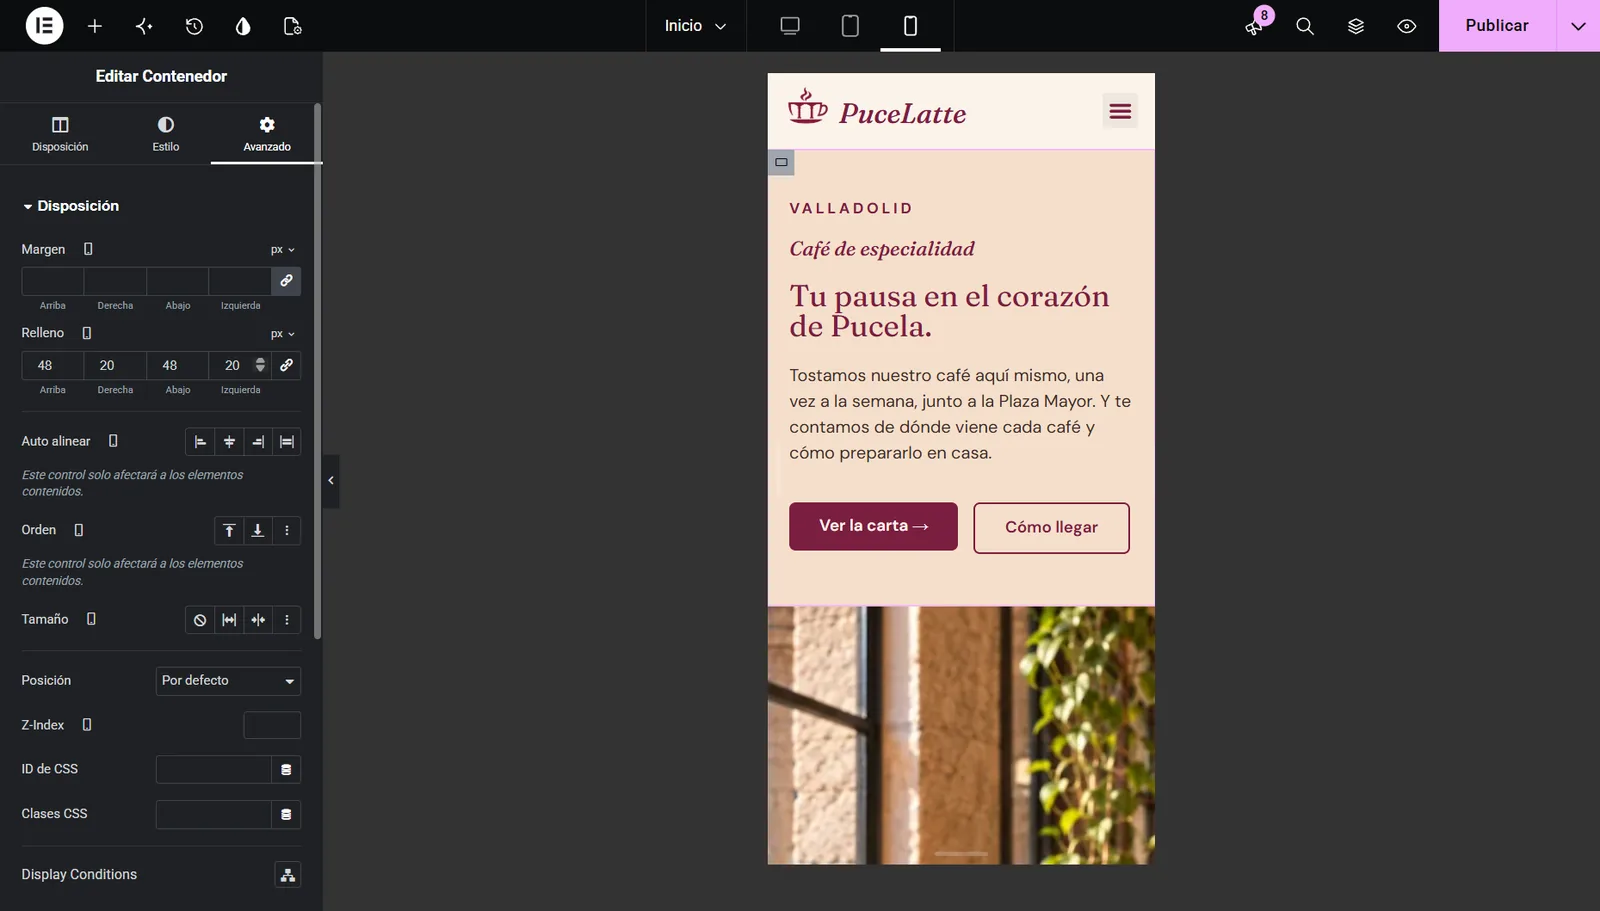 Inicio
8
Publicar
Editar Contenedor
Disposición
Estilo
Avanzado
Disposición
Margen
px
Arriba
Derecha
Abajo
Izquierda
Relleno
px
48
20
48
20
Arriba
Derecha
Abajo
Izquierda
Auto alinear
Este control solo afectará a los elementos
contenidos.
Orden
Este control solo afectará a los elementos
contenidos.
Tamaño
Posición
Por defecto
Z-Index
ID de CSS
Clases CSS
Display Conditions
PuceLatte
VALLADOLID
Café de especialidad
Tu pausa en el corazón
de Pucela.
Tostamos nuestro café aquí mismo, una
vez a la semana, junto a la Plaza Mayor. Y te
contamos de dónde viene cada café y
cómo prepararlo en casa.
Ver la carta →
Cómo llegar